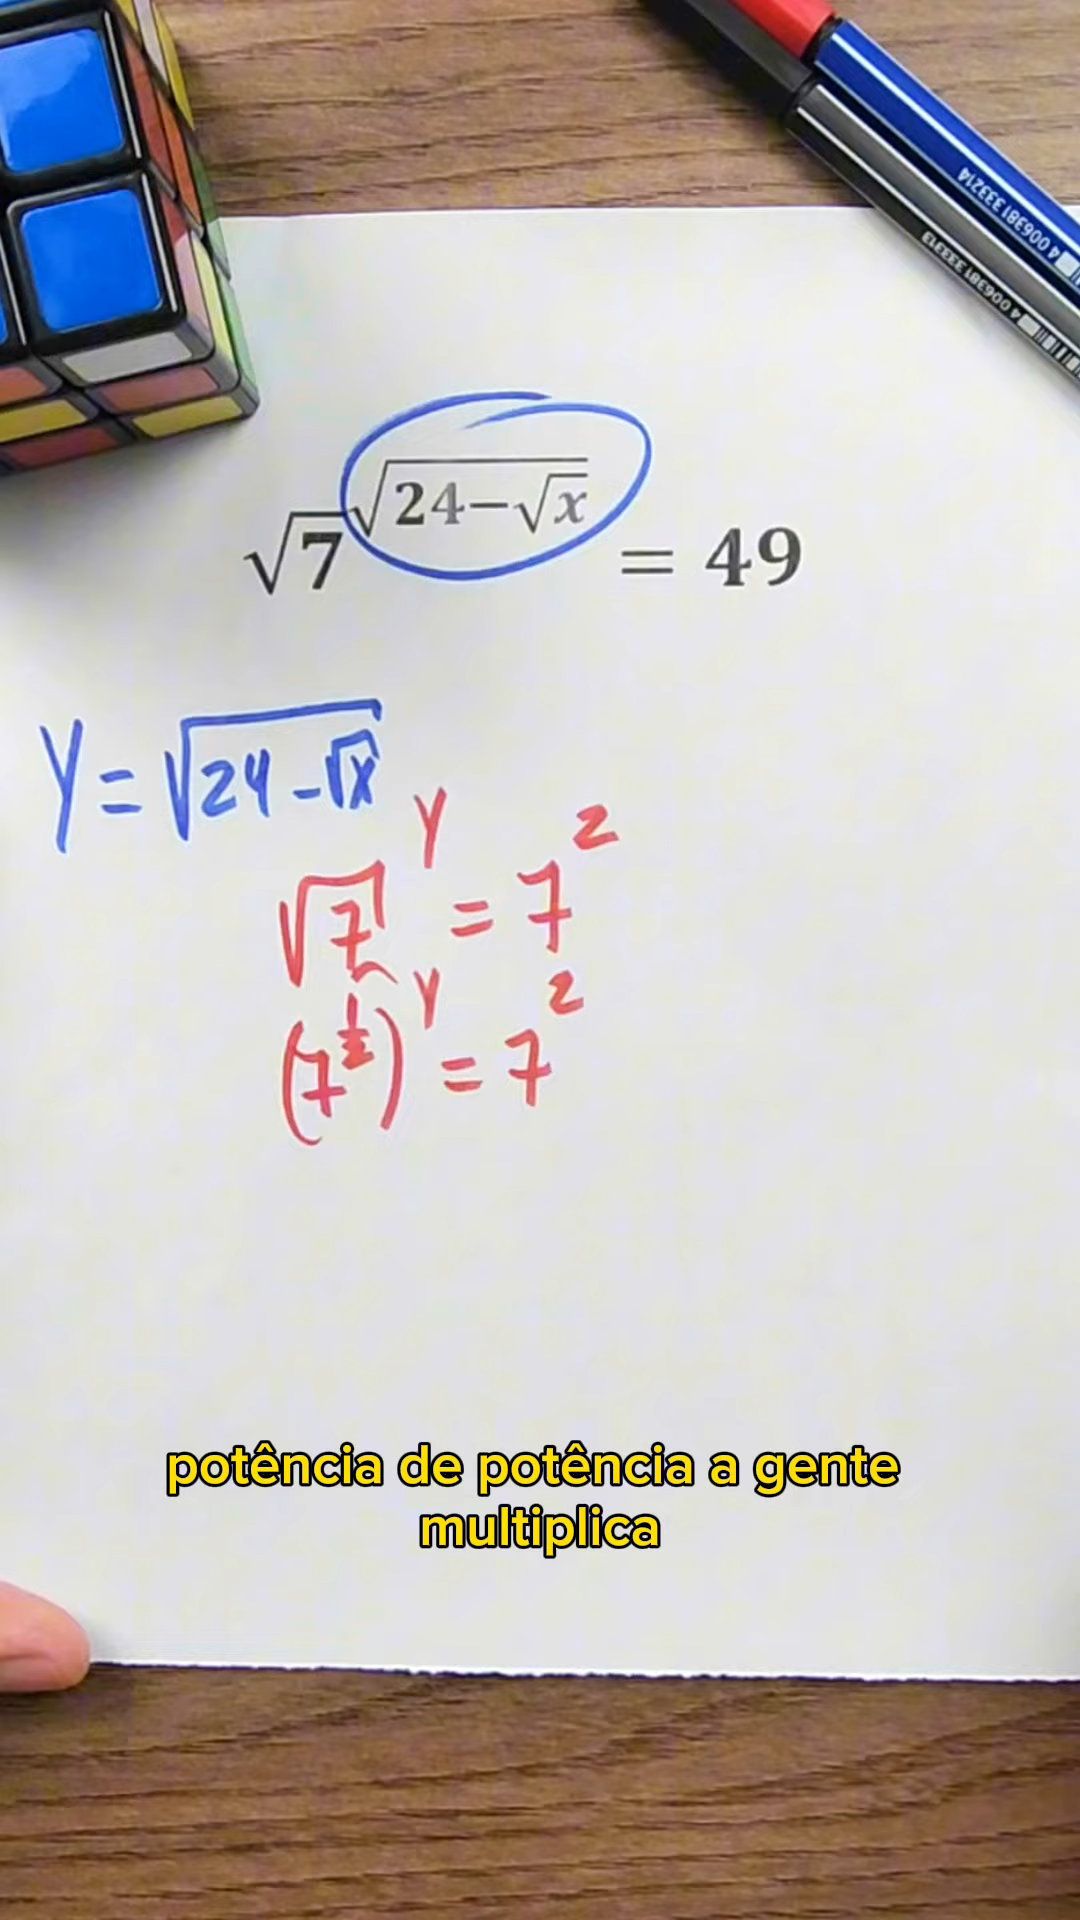 4 006381 333214
4 006381 333313
√7^√(24−√x) = 49
Y = √(24 - √x)
√7^Y = 7^2
(7^(1/2))^Y = 7^2
potência de potência a gente
multiplica